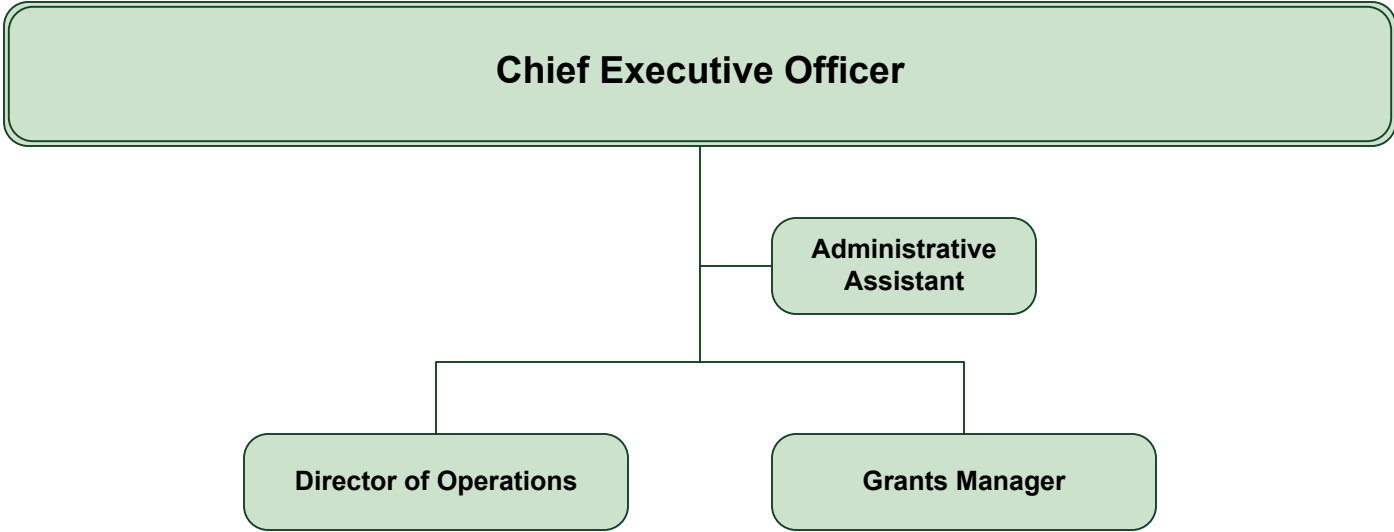 Chief Executive Officer
Administrative
Assistant
Director of Operations
Grants Manager